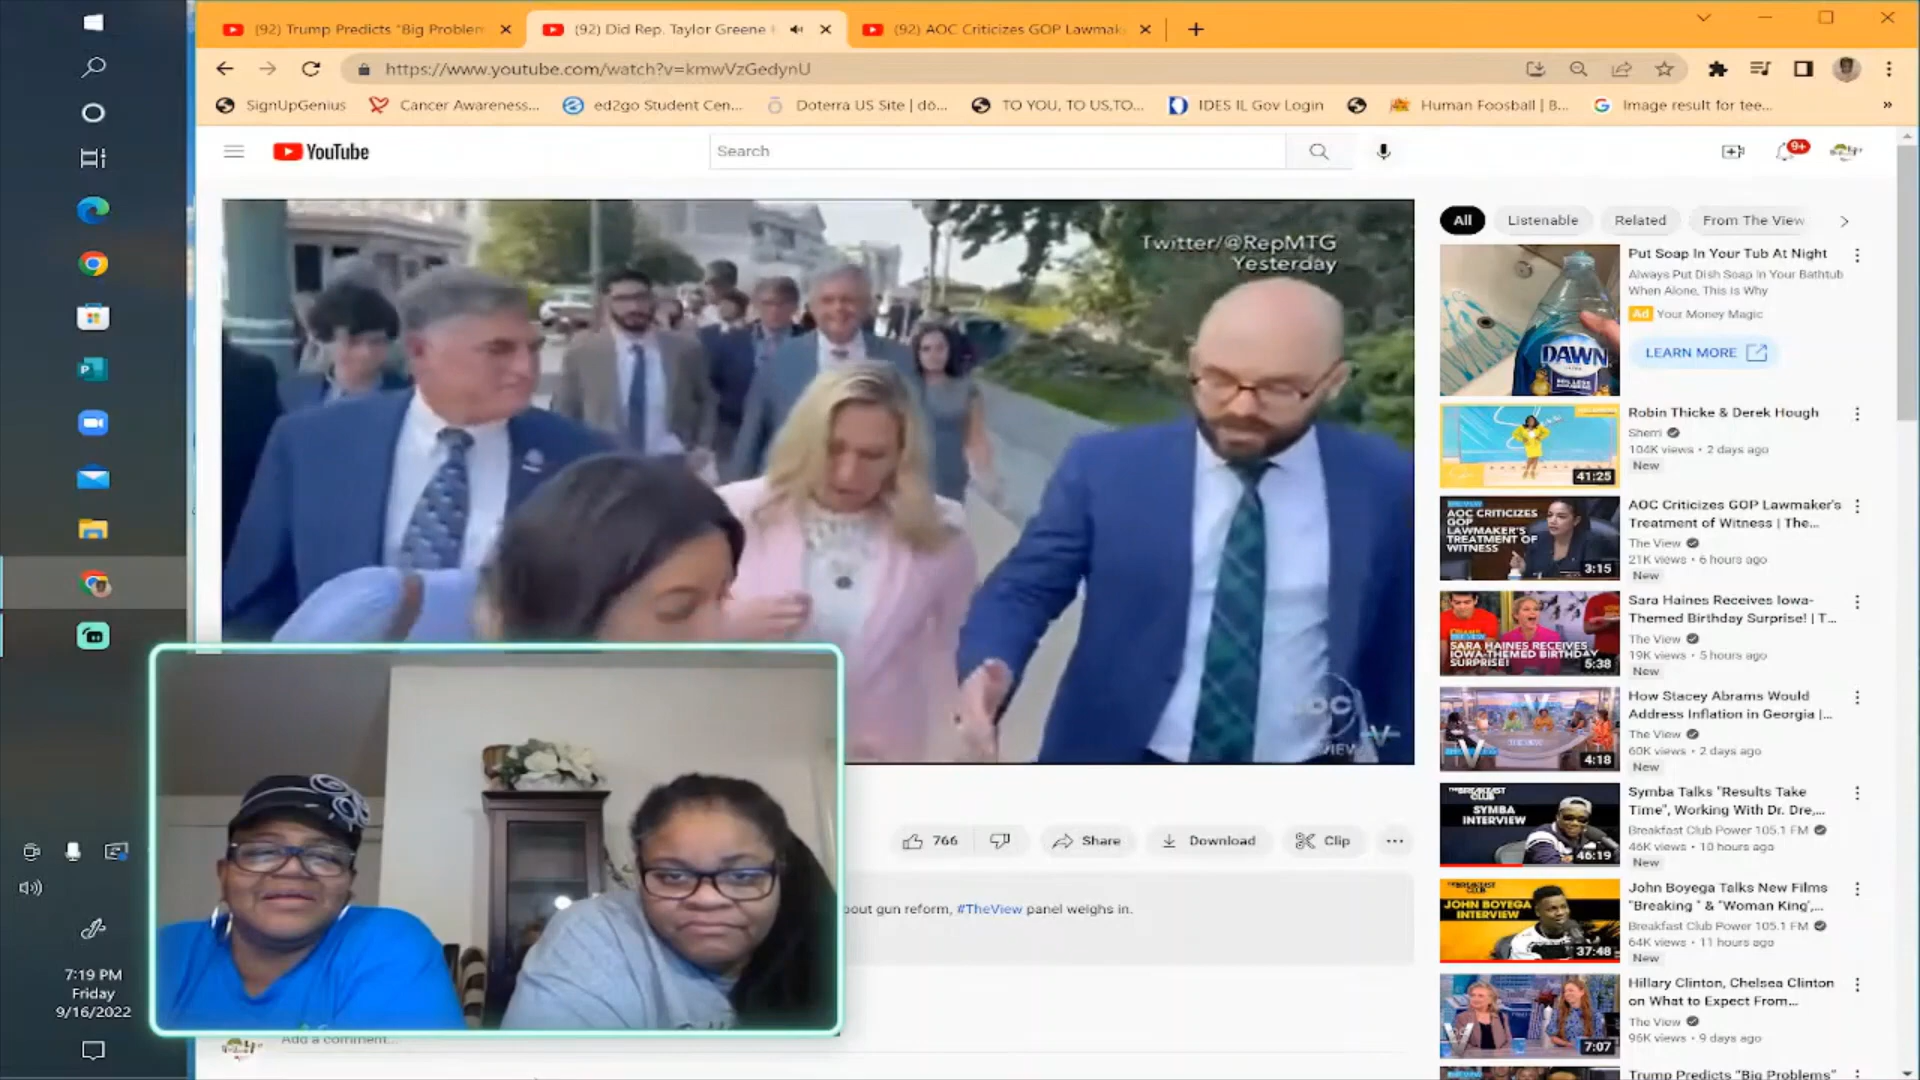 (92) Trump Predicts "Big Problem
(92) Did Rep. Taylor Greene
(92) AOC Criticizes GOP Lawmak
https://www.youtube.com/watch?v=kmwVzGedynU
SignUpGenius
Cancer Awareness...
ed2go Student Cen...
Doterra US Site | dō...
TO YOU, TO US,TO...
IDES IL Gov Login
Human Foosball | B...
Image result for tee...
»
YouTube
Search
9+
Twitter/@RepMTG
Yesterday
VIEW
766
Share
Download
Clip
bout gun reform, #TheView panel weighs in.
Add a comment...
All
Listenable
Related
From The View
DAWN
Put Soap In Your Tub At Night
Always Put Dish Soap In Your Bathtub
When Alone, This Is Why
Ad Your Money Magic
LEARN MORE
41:25
Robin Thicke & Derek Hough
Sherri
104K views • 2 days ago
New
AOC CRITICIZES
GOP
LAWMAKER'S
TREATMENT OF
WITNESS
3:15
AOC Criticizes GOP Lawmaker's
Treatment of Witness | The...
The View
21K views • 6 hours ago
New
SARA HAINES RECEIVES
IOWA-THEMED BIRTHDAY
SURPRISE!
5:38
Sara Haines Receives Iowa-
Themed Birthday Surprise! | T...
The View
19K views • 5 hours ago
New
4:18
How Stacey Abrams Would
Address Inflation in Georgia |...
The View
60K views • 2 days ago
New
SYMBA
INTERVIEW
46:19
Symba Talks "Results Take
Time", Working With Dr. Dre,...
Breakfast Club Power 105.1 FM
46K views • 10 hours ago
New
JOHN BOYEGA
INTERVIEW
37:48
John Boyega Talks New Films
"Breaking " & "Woman King',...
Breakfast Club Power 105.1 FM
64K views • 11 hours ago
New
7:07
Hillary Clinton, Chelsea Clinton
on What to Expect From...
The View
96K views • 9 days ago
Trump Predicts "Big Problems"
7:19 PM
Friday
9/16/2022